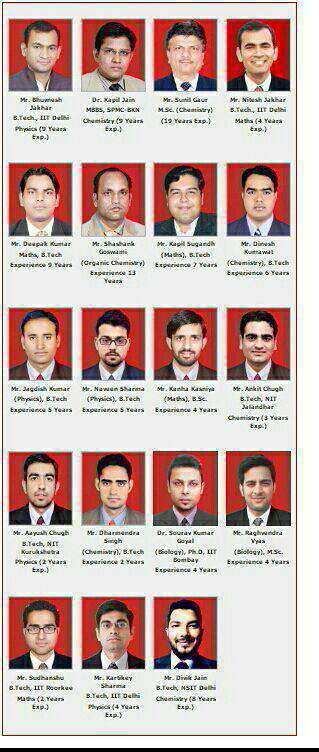 Mr. Bhuwnesh
Jakhar
B.Tech., IIT Delhi
Physics (9 Years
Exp.)
Dr. Kapil Jain
MBBS, SPMC-BKN
Chemistry (9 Years
Exp.)
Mr. Sunil Gaur
M.Sc. (Chemistry)
(19 Years Exp.)
Mr. Nitesh Jakhar
B.Tech., IIT Delhi
Maths (4 Years
Exp.)
Mr. Deepak Kumar
Maths, B.Tech
Experience 9 Years
Mr. Shashank
Goswami
(Organic Chemistry)
Experience 13
Years
Mr. Kapil Sugandh
(Maths), B.Tech
Experience 7 Years
Mr. Dinesh
Kumawat
(Chemistry), B.Tech
Experience 6 Years
Mr. Jagdish Kumar
(Physics), B.Tech
Experience 5 Years
Mr. Naveen Sharma
(Physics), B.Tech
Experience 5 Years
Mr. Kanha Kasniya
(Maths), B.Sc.
Experience 4 Years
Mr. Ankit Chugh
B.Tech, NIT
Jalandhar
Chemistry (3 Years
Exp.)
Mr. Aayush Chugh
B.Tech, NIT
Kurukshetra
Physics (2 Years
Exp.)
Mr. Dharmendra
Singh
(Chemistry), B.Tech
Experience 2 Years
Dr. Sourav Kumar
Goyal
(Biology), Ph.D, IIT
Bombay
Experience 4 Years
Mr. Raghvendra
Vyas
(Biology), M.Sc.
Experience 4 Years
Mr. Sudhanshu
B.Tech, IIT Roorkee
Maths (2 Years
Exp.)
Mr. Kartikey
Sharma
B.Tech, IIT Delhi
Physics (4 Years
Exp.)
Mr. Divik Jain
B.Tech, NSIT Delhi
Chemistry (8 Years
Exp.)